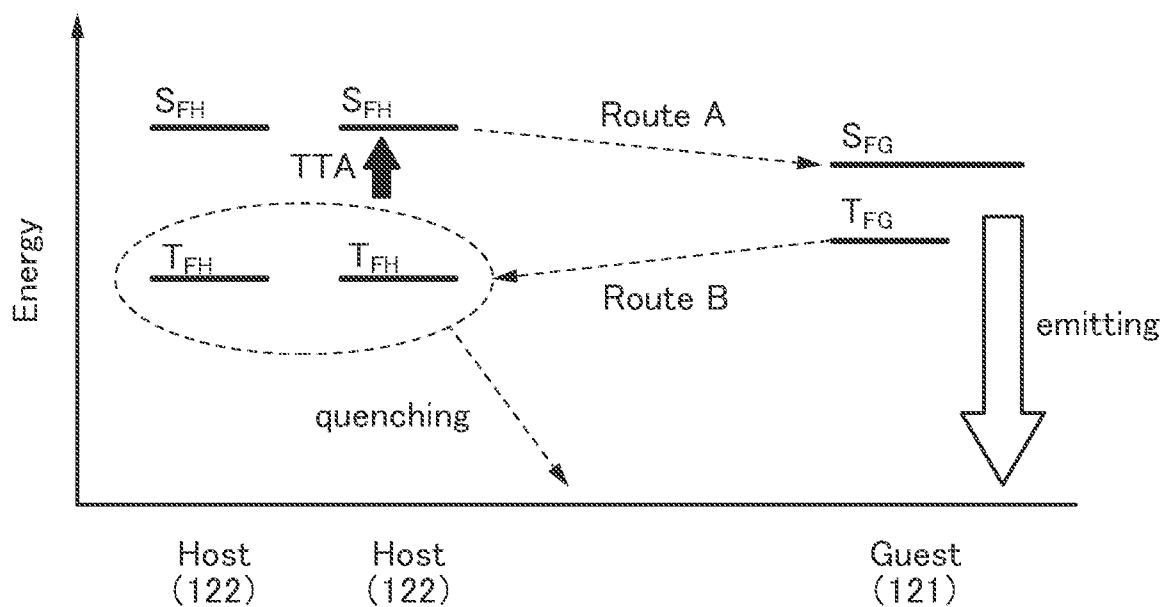 S_FH S_FH Route A S_FG
TTA
T_FG
T_FH T_FH
Route B
Energy
emitting
quenching
Host Host Guest
(122) (122) (121)